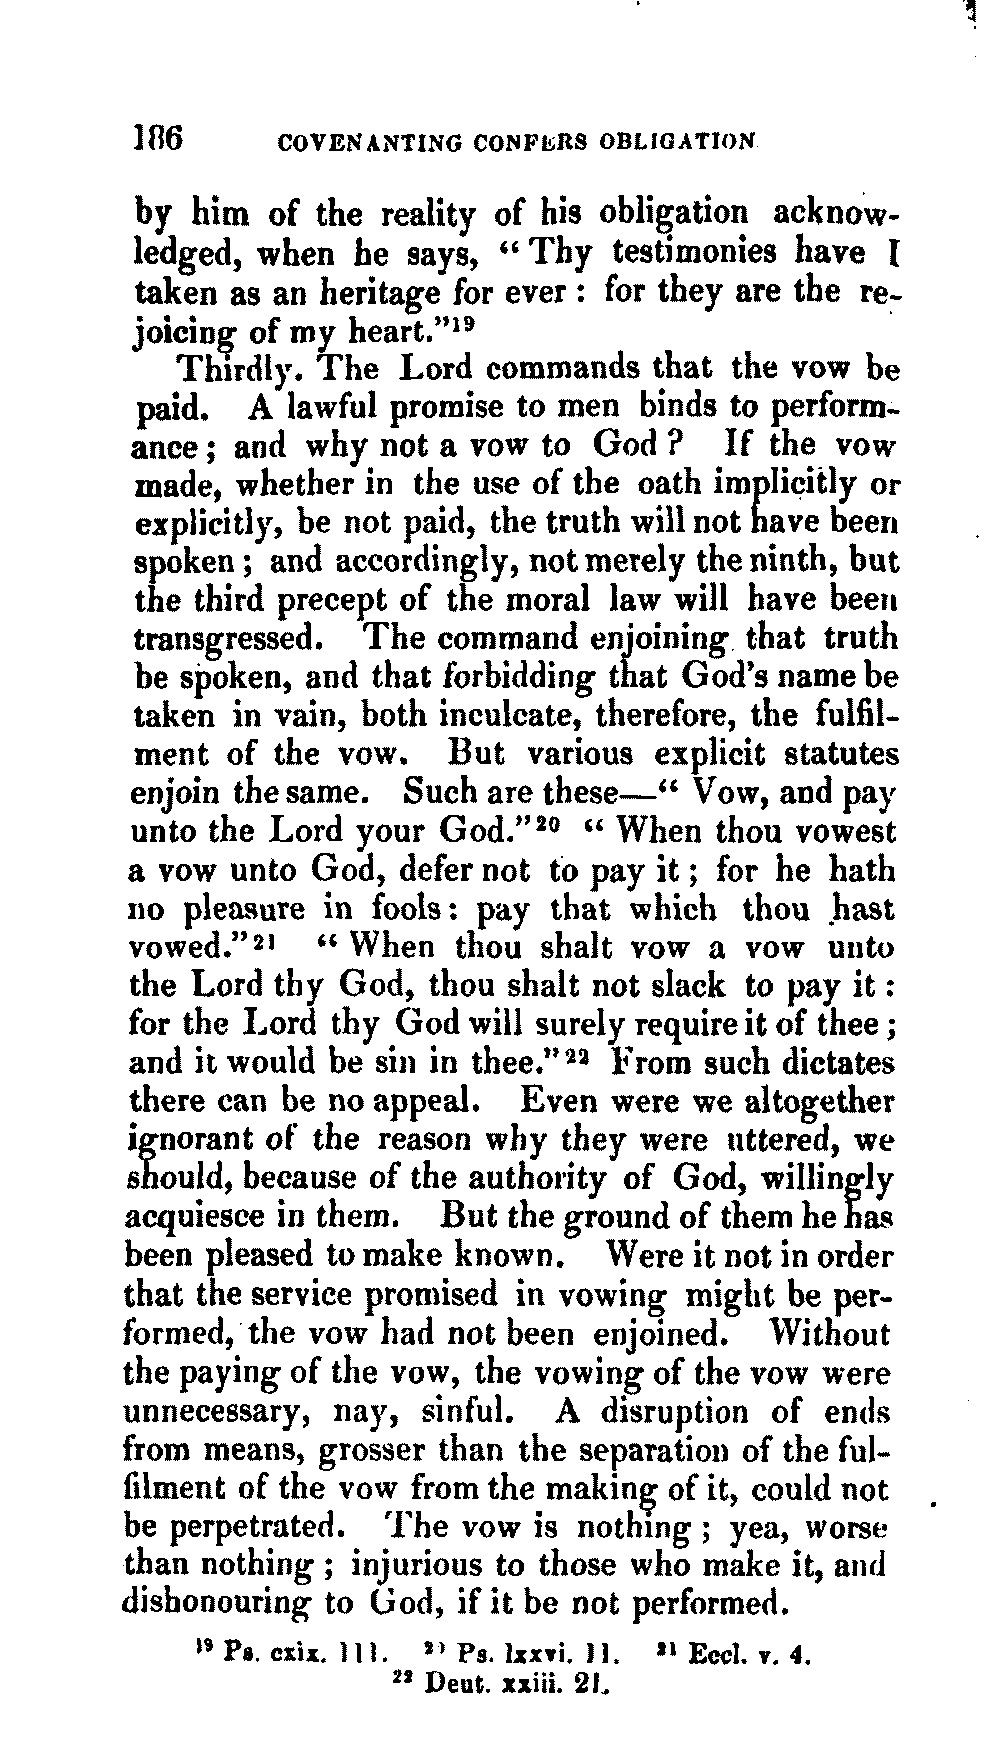 186 COVENANTING CONFERS OBLIGATION
by him of the reality of his obligation acknow-
ledged, when he says, “ Thy testimonies have I
taken as an heritage for ever : for they are the re-
joicing of my heart.”¹⁹
Thirdly. The Lord commands that the vow be
paid. A lawful promise to men binds to perform-
ance ; and why not a vow to God ? If the vow
made, whether in the use of the oath implicitly or
explicitly, be not paid, the truth will not have been
spoken ; and accordingly, not merely the ninth, but
the third precept of the moral law will have been
transgressed. The command enjoining that truth
be spoken, and that forbidding that God’s name be
taken in vain, both inculcate, therefore, the fulfil-
ment of the vow. But various explicit statutes
enjoin the same. Such are these—“ Vow, and pay
unto the Lord your God.”²⁰ “ When thou vowest
a vow unto God, defer not to pay it ; for he hath
no pleasure in fools : pay that which thou hast
vowed.”²¹ “ When thou shalt vow a vow unto
the Lord thy God, thou shalt not slack to pay it :
for the Lord thy God will surely require it of thee ;
and it would be sin in thee.”²² From such dictates
there can be no appeal. Even were we altogether
ignorant of the reason why they were uttered, we
should, because of the authority of God, willingly
acquiesce in them. But the ground of them he has
been pleased to make known. Were it not in order
that the service promised in vowing might be per-
formed, the vow had not been enjoined. Without
the paying of the vow, the vowing of the vow were
unnecessary, nay, sinful. A disruption of ends
from means, grosser than the separation of the ful-
filment of the vow from the making of it, could not
be perpetrated. The vow is nothing ; yea, worse
than nothing ; injurious to those who make it, and
dishonouring to God, if it be not performed.
¹⁹ Ps. cxix. 111. ²⁰ Ps. lxxvi. 11. ²¹ Eccl. v. 4.
²² Deut. xxiii. 21.